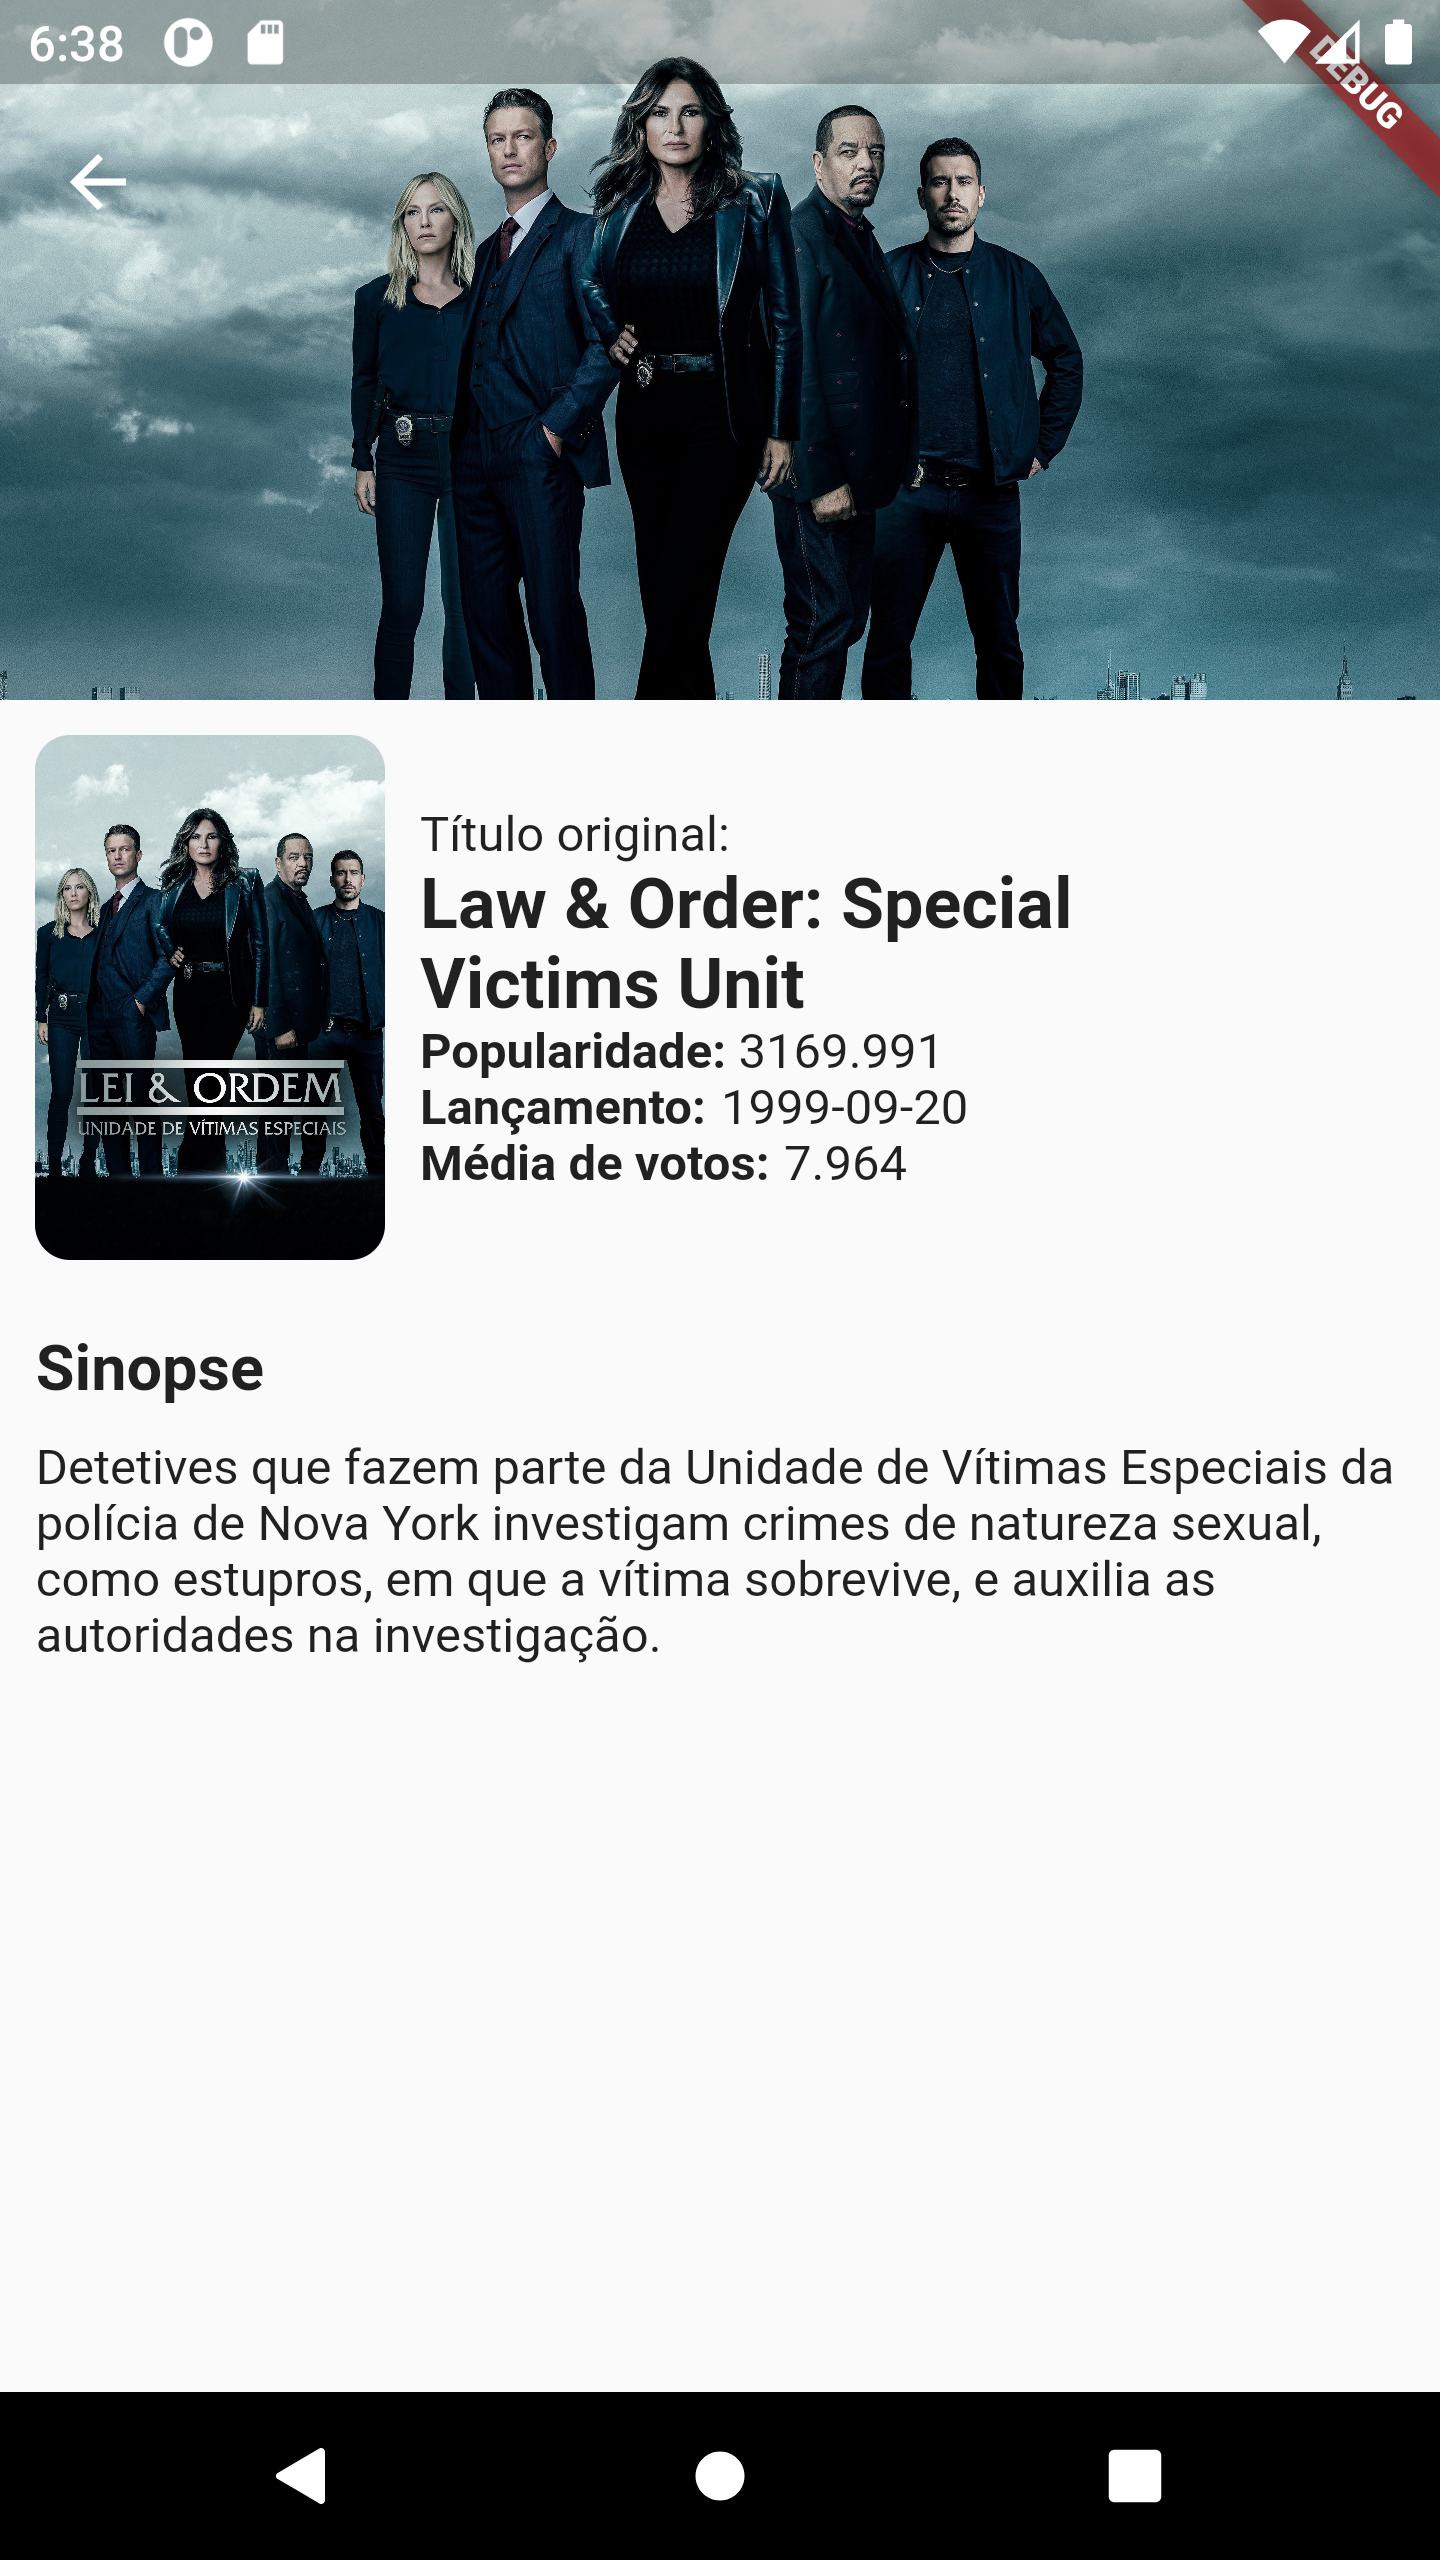 6:38
DEBUG
LEI & ORDEM
UNIDADE DE VÍTIMAS ESPECIAIS
Título original:
Law & Order: Special
Victims Unit
Popularidade: 3169.991
Lançamento: 1999-09-20
Média de votos: 7.964
Sinopse
Detetives que fazem parte da Unidade de Vítimas Especiais da
polícia de Nova York investigam crimes de natureza sexual,
como estupros, em que a vítima sobrevive, e auxilia as
autoridades na investigação.